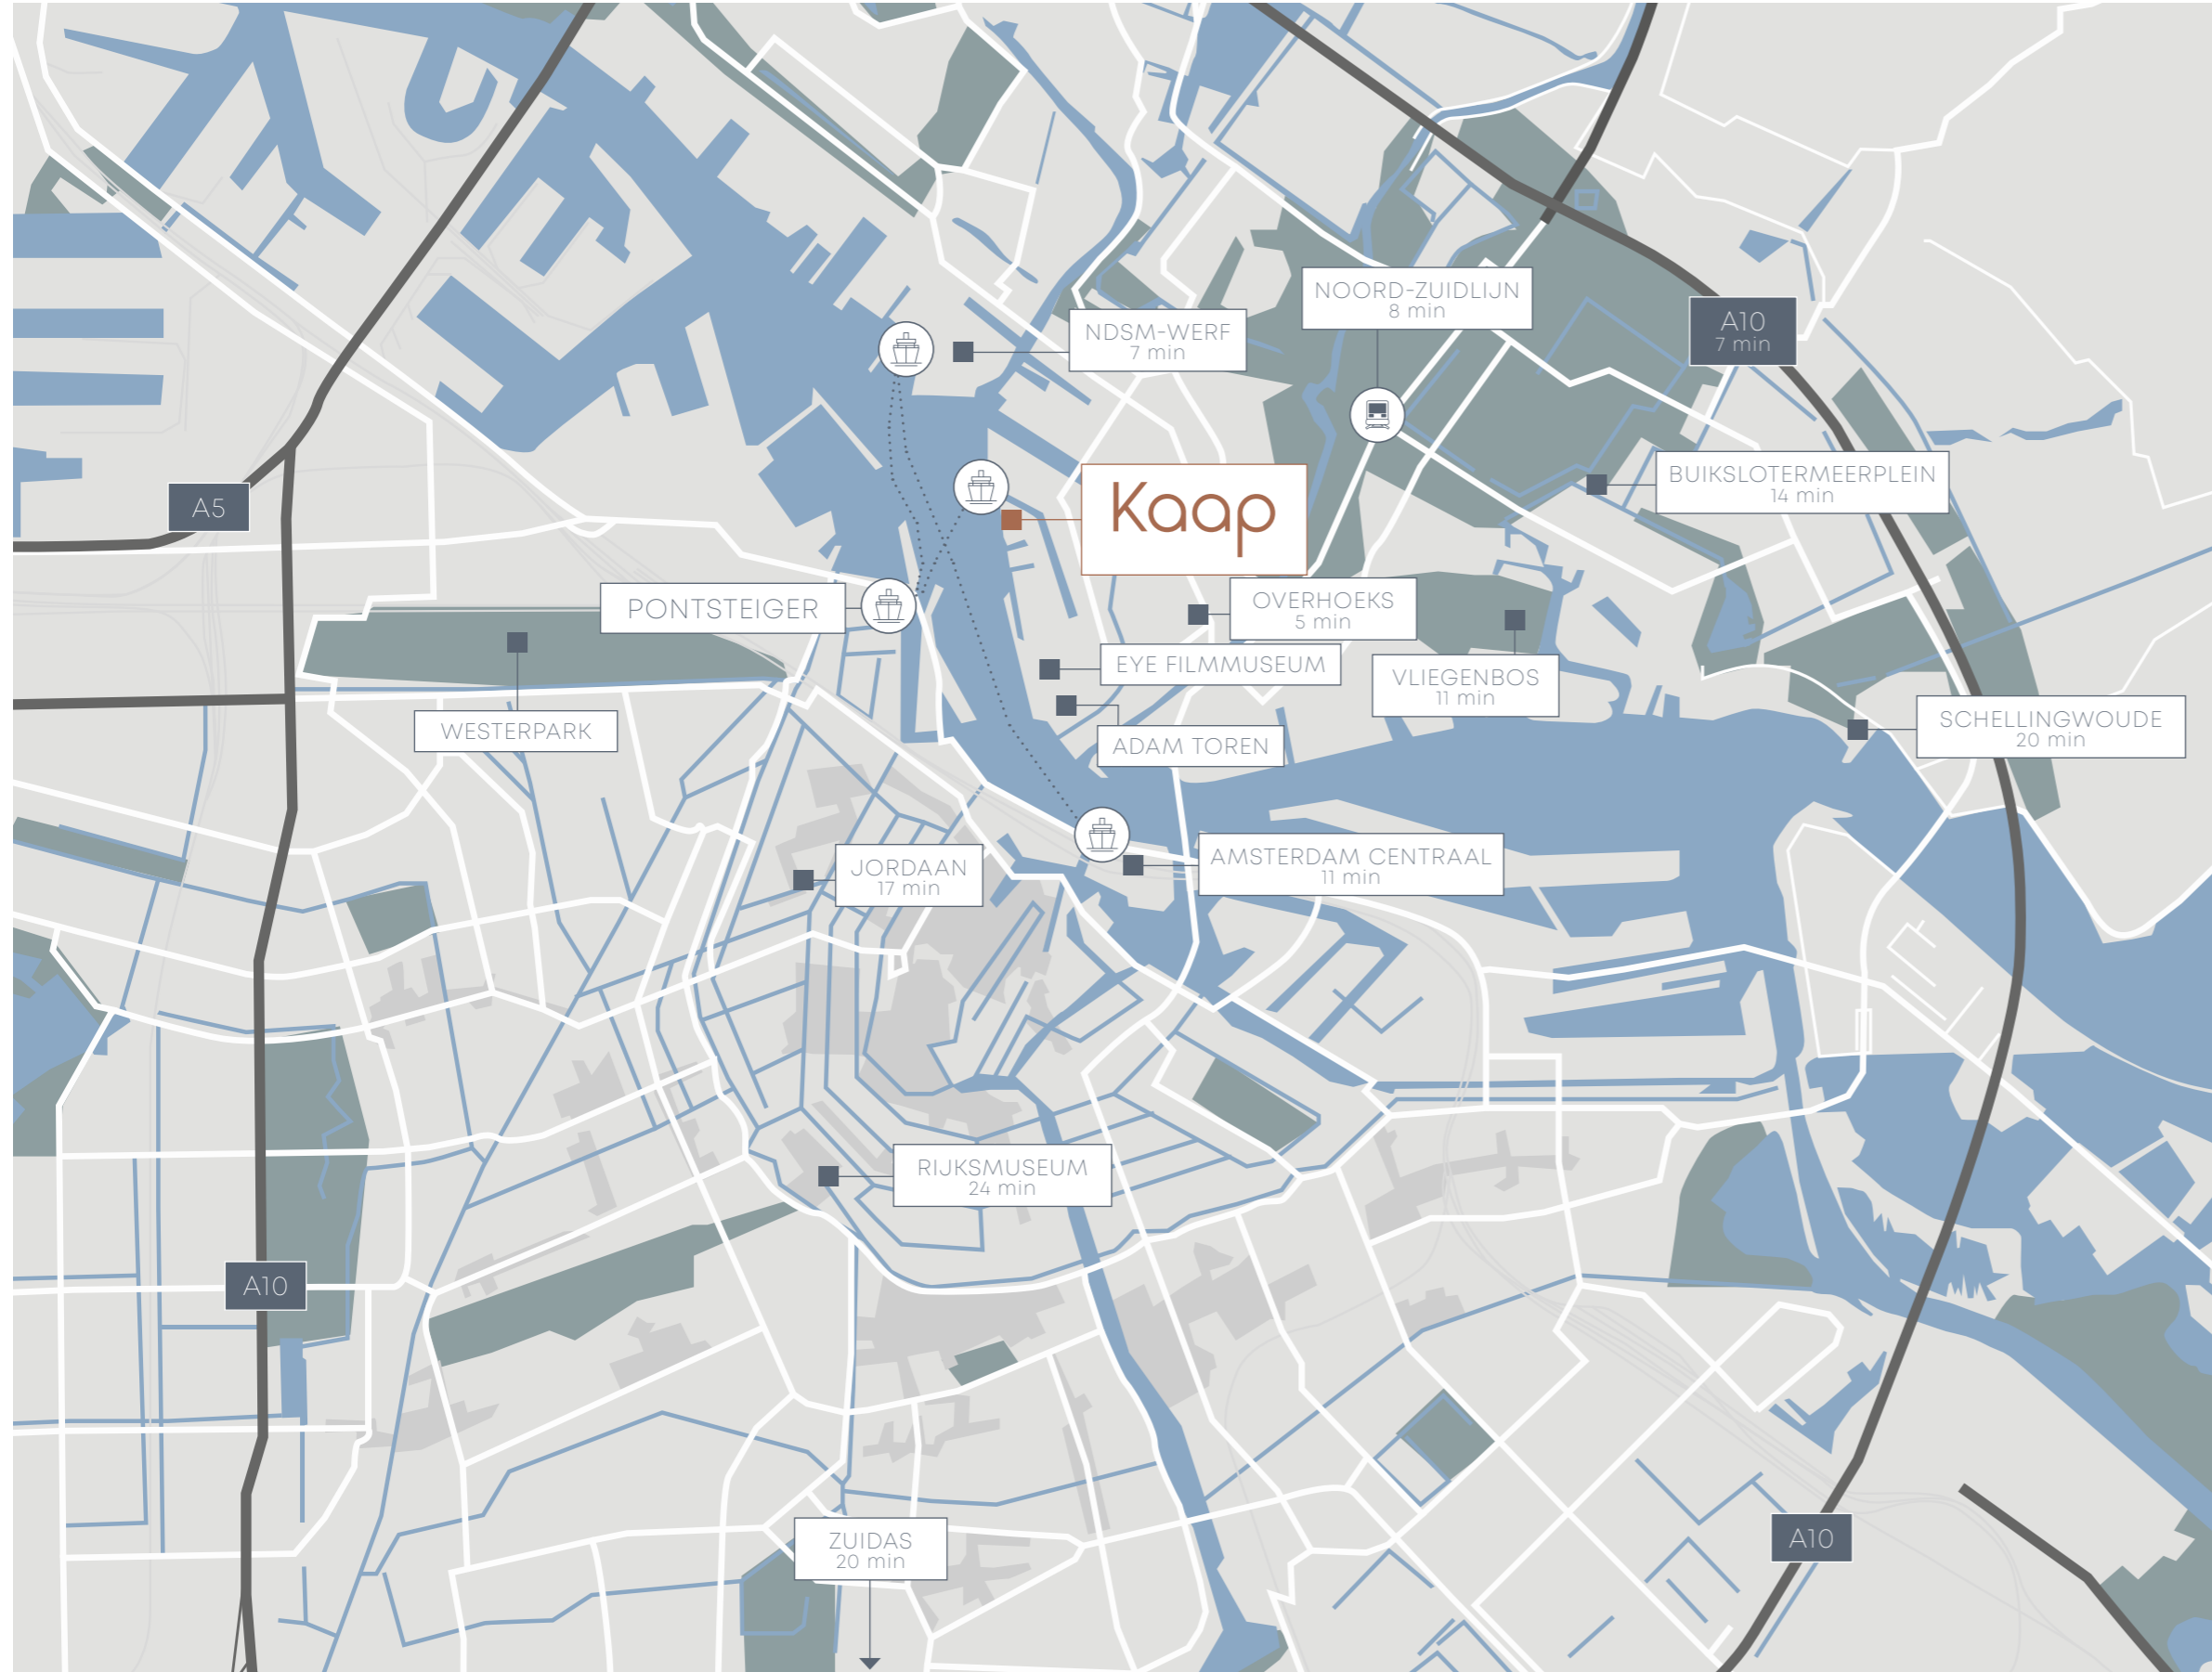 NOORD-ZUIDLIJN
8 min
A10
7 min
NDSM-WERF
7 min
Kaap
BUIKSLOTERMEERPLEIN
14 min
A5
PONTSTEIGER
OVERHOEKS
5 min
EYE FILMMUSEUM
VLIEGENBOS
11 min
WESTERPARK
ADAM TOREN
SCHELLINGWOUDE
20 min
JORDAAN
17 min
AMSTERDAM CENTRAAL
11 min
RIJKSMUSEUM
24 min
A10
ZUIDAS
20 min
A10